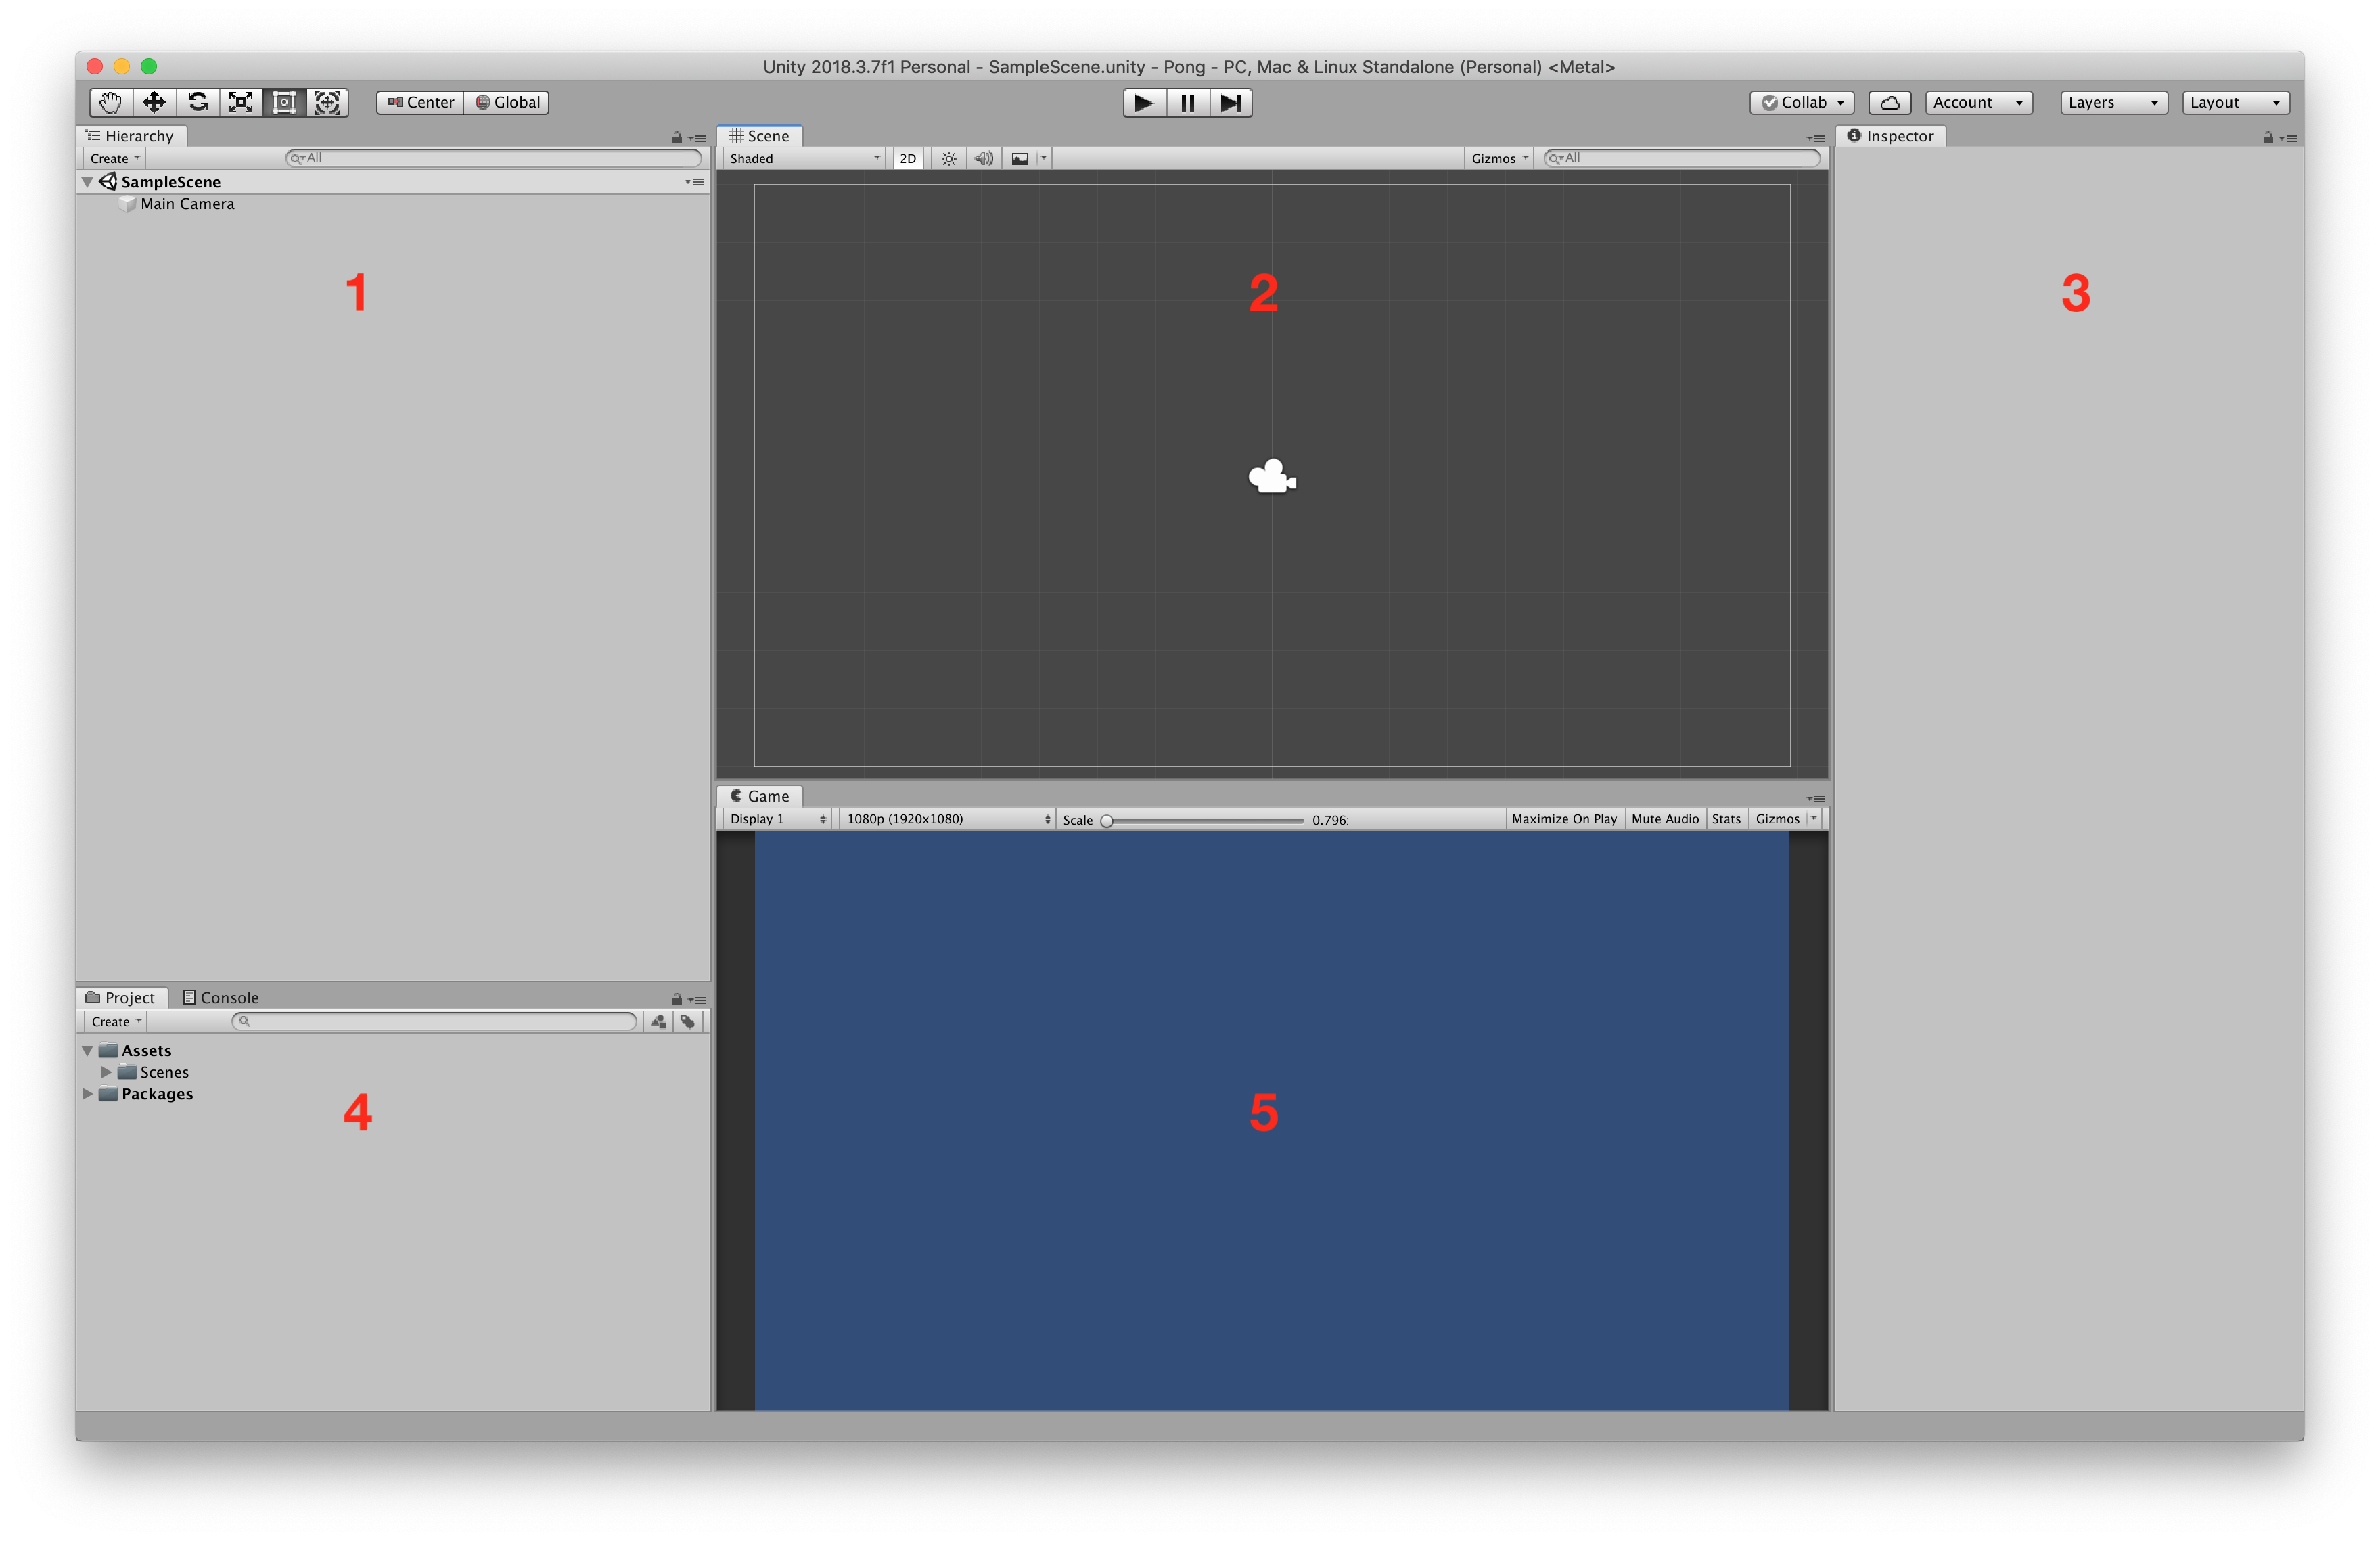 Unity 2018.3.7f1 Personal - SampleScene.unity - Pong - PC, Mac & Linux Standalone (Personal) <Metal>
Center Global Collab Account Layers Layout
Hierarchy
Create All
SampleScene
Main Camera
1
Scene
Shaded 2D Gizmos All
2
Inspector
3
Project Console
Create
Assets
Scenes
Packages
4
Game
Display 1 1080p (1920x1080) Scale 0.796 Maximize On Play Mute Audio Stats Gizmos
5